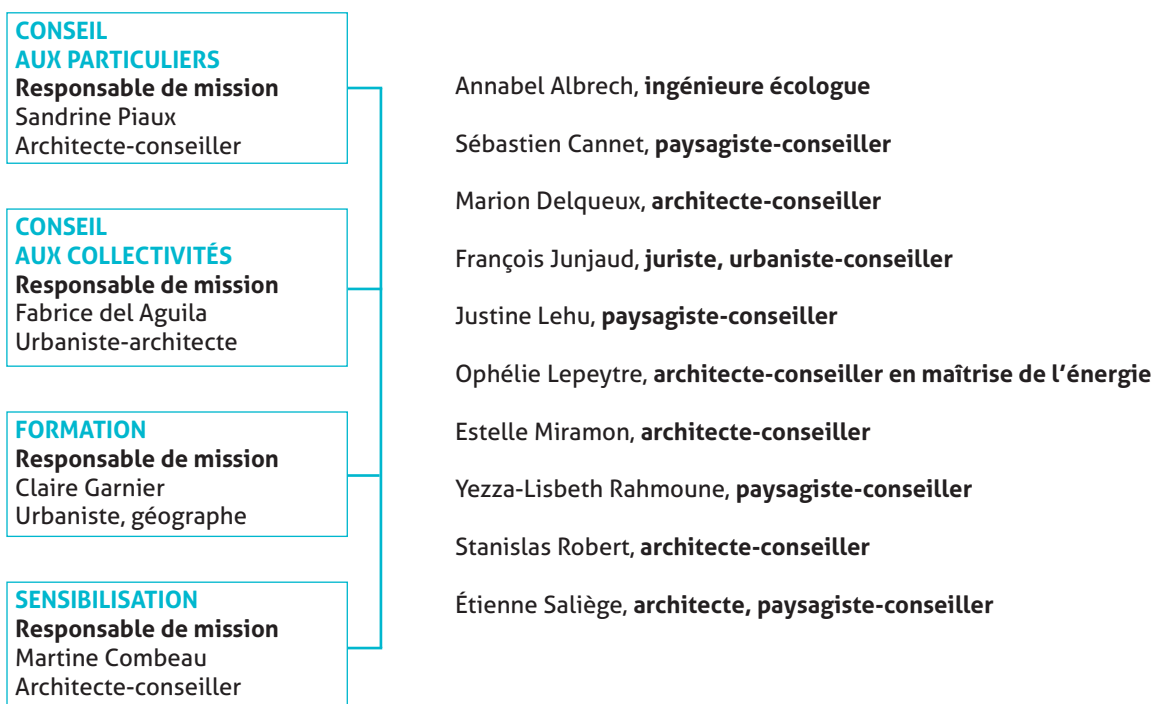 CONSEIL
AUX PARTICULIERS
Responsable de mission
Sandrine Piaux
Architecte-conseiller
CONSEIL
AUX COLLECTIVITÉS
Responsable de mission
Fabrice del Aguila
Urbaniste-architecte
FORMATION
Responsable de mission
Claire Garnier
Urbaniste, géographe
SENSIBILISATION
Responsable de mission
Martine Combeau
Architecte-conseiller
Annabel Albrech, ingénieure écologue
Sébastien Cannet, paysagiste-conseiller
Marion Delqueux, architecte-conseiller
François Junjaud, juriste, urbaniste-conseiller
Justine Lehu, paysagiste-conseiller
Ophélie Lepeytre, architecte-conseiller en maîtrise de l’énergie
Estelle Miramon, architecte-conseiller
Yezza-Lisbeth Rahmoune, paysagiste-conseiller
Stanislas Robert, architecte-conseiller
Étienne Saliège, architecte, paysagiste-conseiller